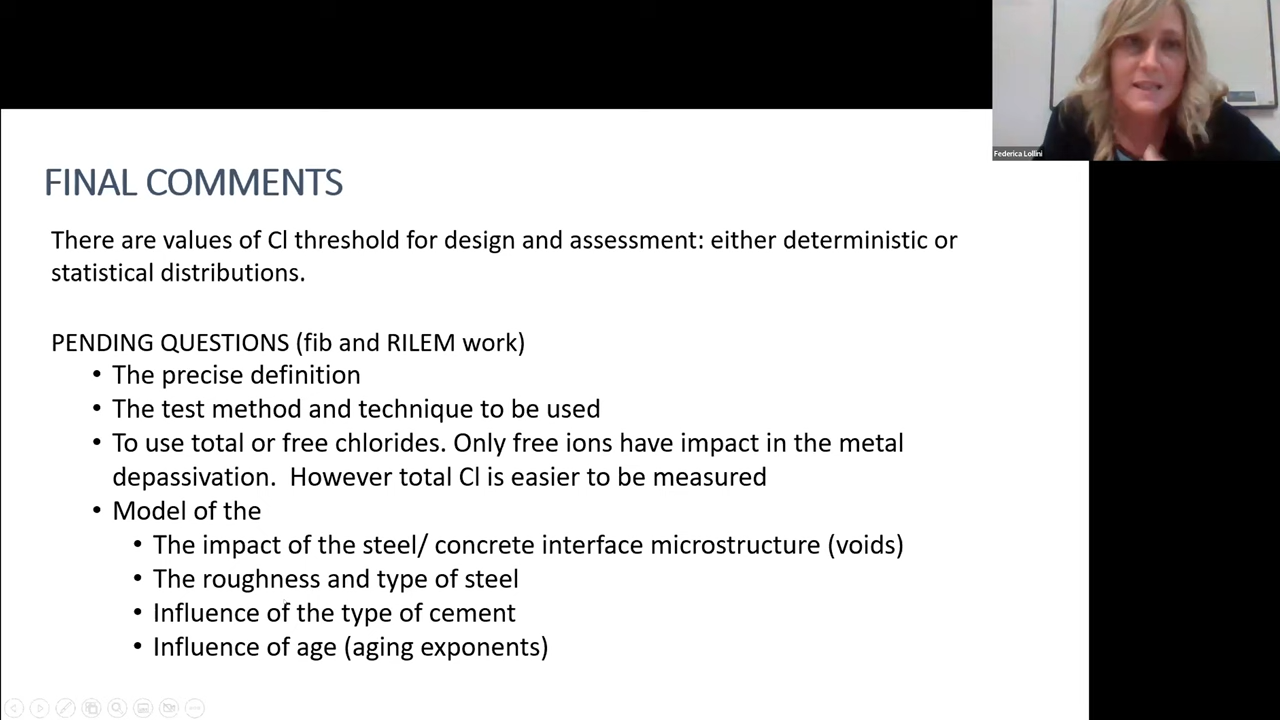 Federica Lollini
FINAL COMMENTS
There are values of Cl threshold for design and assessment: either deterministic or
statistical distributions.
PENDING QUESTIONS (fib and RILEM work)
• The precise definition
• The test method and technique to be used
• To use total or free chlorides. Only free ions have impact in the metal
depassivation.  However total Cl is easier to be measured
• Model of the
• The impact of the steel/ concrete interface microstructure (voids)
• The roughness and type of steel
• Influence of the type of cement
• Influence of age (aging exponents)